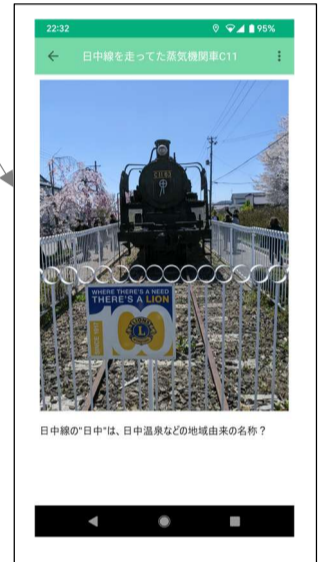 22:32
95%
日中線を走ってた蒸気機関車C11
WHERE THERE'S A NEED
THERE'S A LION
100
L
日中線の"日中"は、日中温泉などの地域由来の名称？